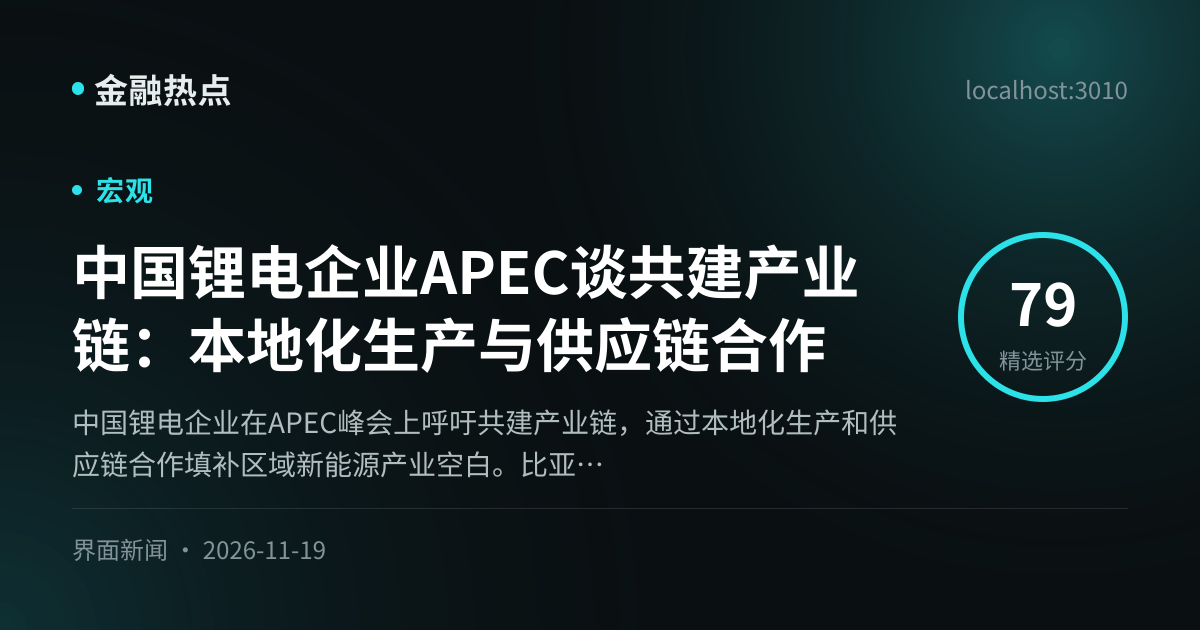 金融热点
localhost:3010
宏观
中国锂电企业APEC谈共建产业
链：本地化生产与供应链合作
79
精选评分
中国锂电企业在APEC峰会上呼吁共建产业链，通过本地化生产和供
应链合作填补区域新能源产业空白。比亚…
界面新闻 · 2026-11-19